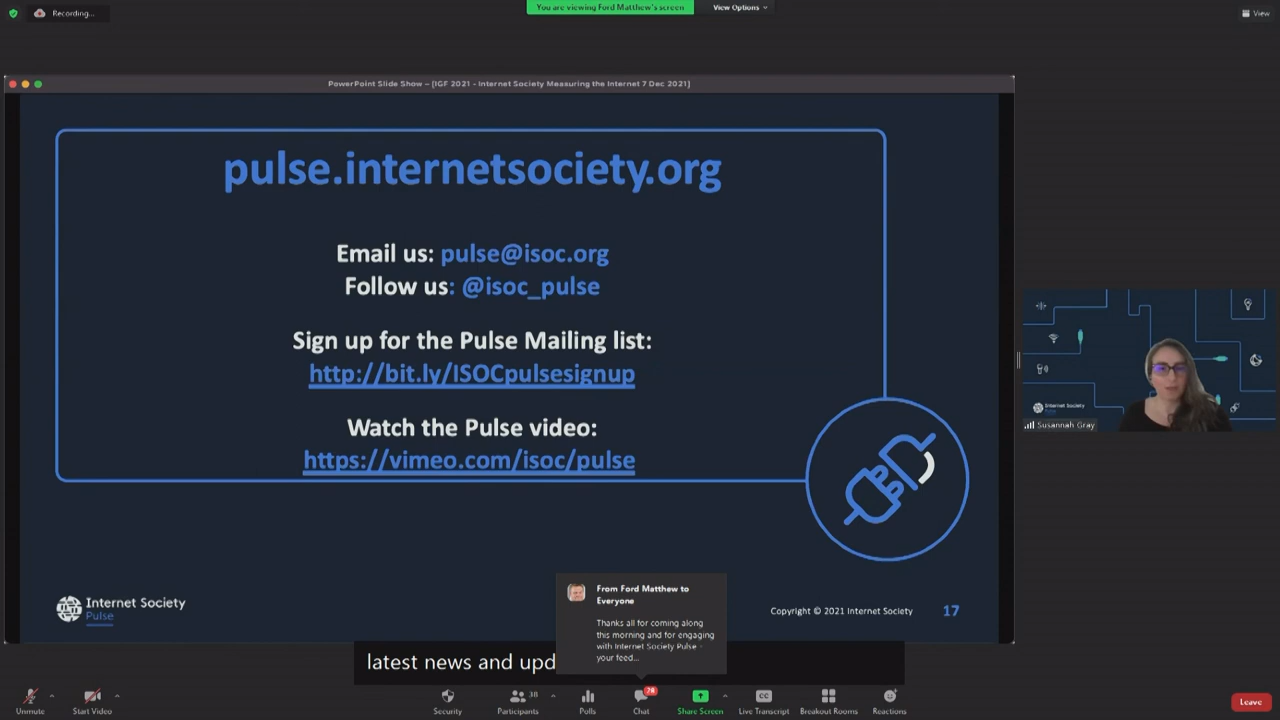 Recording...
You are viewing Ford Matthew's screen
View Options
View
PowerPoint Slide Show – [IGF 2021 - Internet Society Measuring the Internet 7 Dec 2021]
pulse.internetsociety.org
Email us: pulse@isoc.org
Follow us: @isoc_pulse
Sign up for the Pulse Mailing list:
http://bit.ly/ISOCpulsesignup
Watch the Pulse video:
https://vimeo.com/isoc/pulse
Internet Society
Pulse
Susannah Gray
From Ford Matthew to
Everyone
Thanks all for coming along
this morning and for engaging
with Internet Society Pulse -
your feed...
Internet Society
Pulse
Copyright © 2021 Internet Society
17
latest news and upd
Unmute
Start Video
Security
Participants
38
Polls
Chat
28
Share Screen
Live Transcript
Breakout Rooms
Reactions
Leave